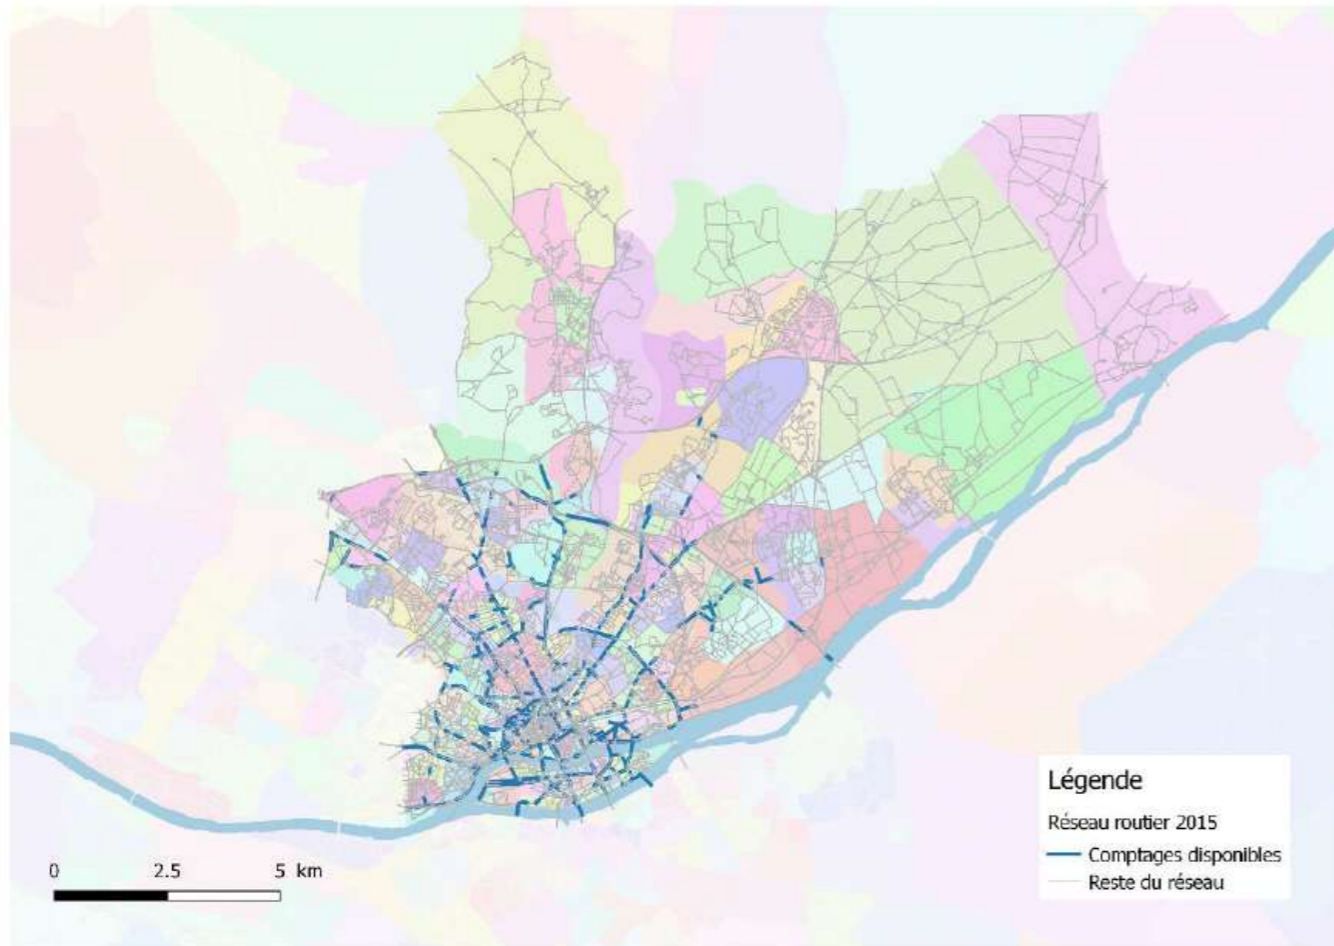 Légende
Réseau routier 2015
Comptages disponibles
Reste du réseau
0 2.5 5 km